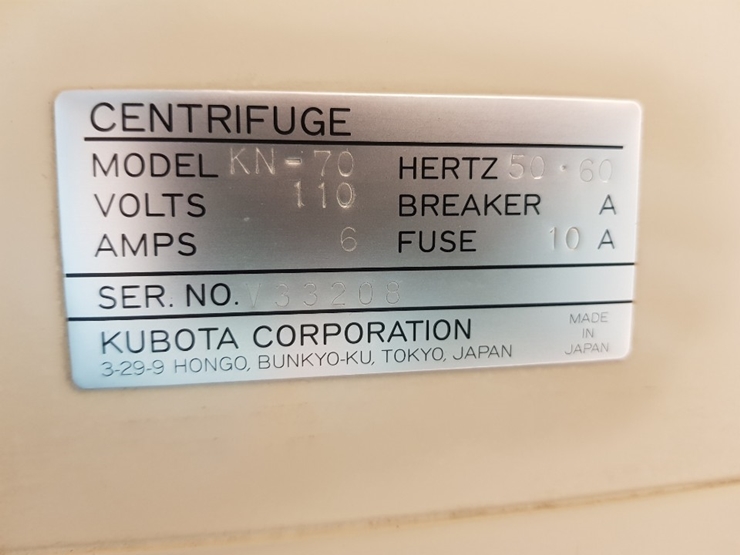 CENTRIFUGE
MODEL KN-70 HERTZ 50・60
VOLTS 110 BREAKER A
AMPS 6 FUSE 10 A
SER. NO. V33208
KUBOTA CORPORATION
3-29-9 HONGO, BUNKYO-KU, TOKYO, JAPAN
MADE
IN
JAPAN